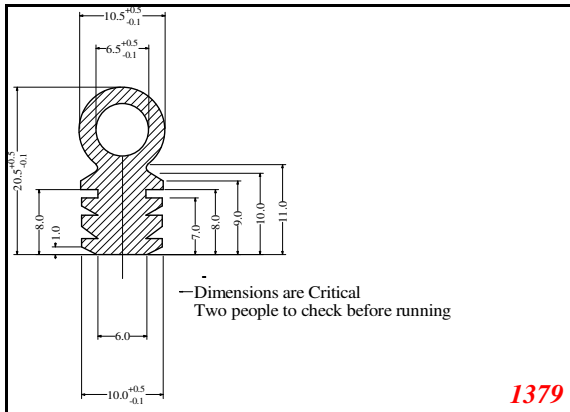 10.5 +0.5 -0.1
6.5 +0.5 -0.1
20.5 +0.5 -0.1
8.0
1.0
7.0
8.0
9.0
10.0
11.0
Dimensions are Critical
Two people to check before running
6.0
10.0 +0.5 -0.1
1379